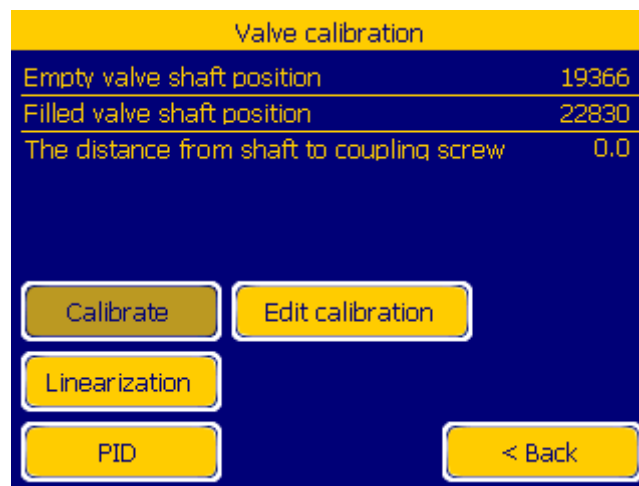 Valve calibration
Empty valve shaft position 19366
Filled valve shaft position 22830
The distance from shaft to coupling screw 0.0
Calibrate Edit calibration
Linearization
PID < Back